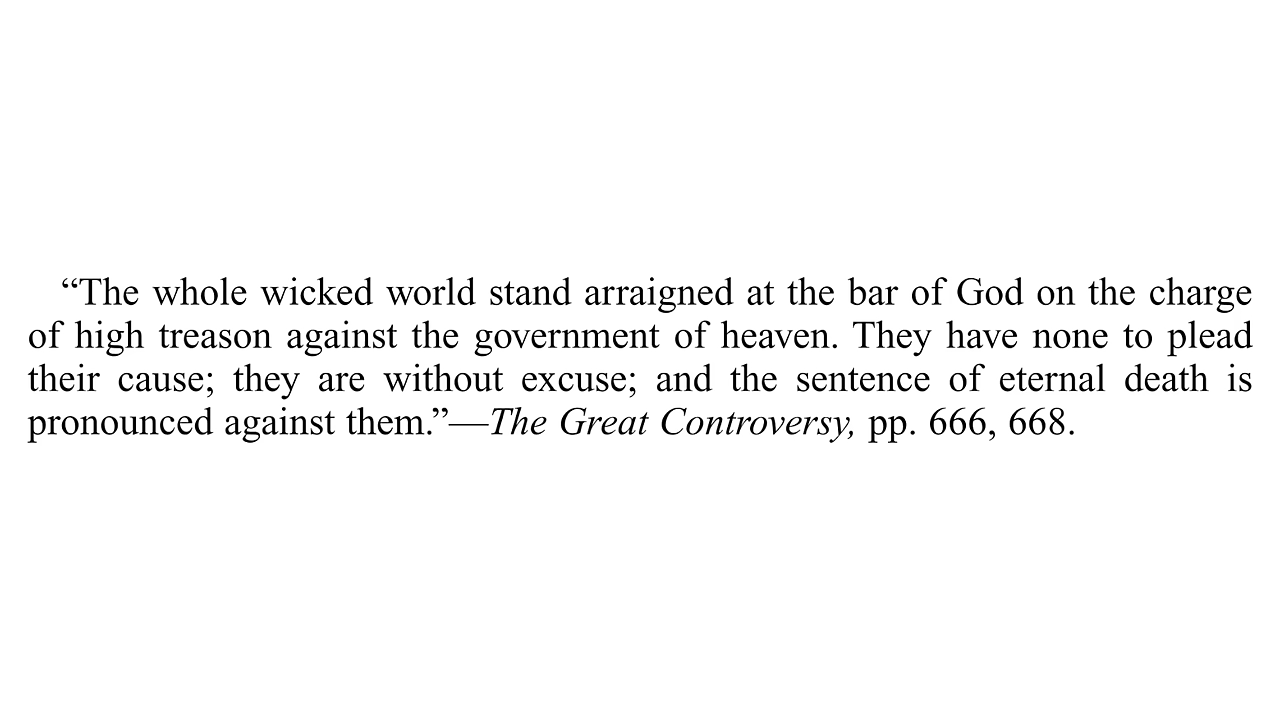 “The whole wicked world stand arraigned at the bar of God on the charge
of high treason against the government of heaven. They have none to plead
their cause; they are without excuse; and the sentence of eternal death is
pronounced against them.”—The Great Controversy, pp. 666, 668.